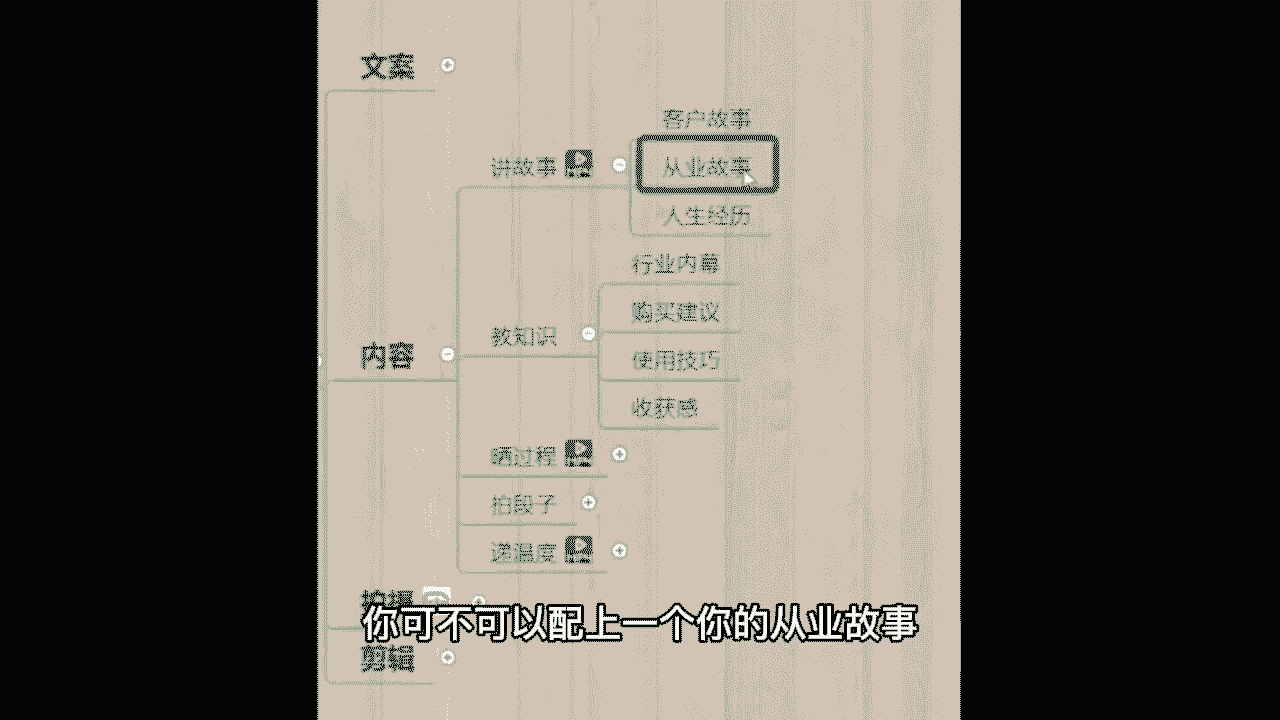 文案
客户故事
讲故事
从业故事
人生经历
行业内幕
购买建议
教知识
内容
使用技巧
收获感
晒过程
拍段子
递温度
拍摄
你可不可以配上一个你的从业故事
剪辑